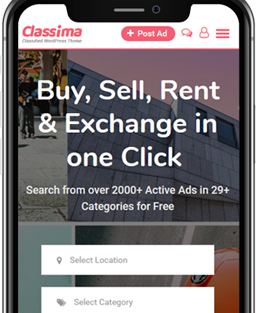 Classima
Classified WordPress Theme
+ Post Ad
Buy, Sell, Rent
& Exchange in
one Click
Search from over 2000+ Active Ads in 29+
Categories for Free
Select Location
Select Category